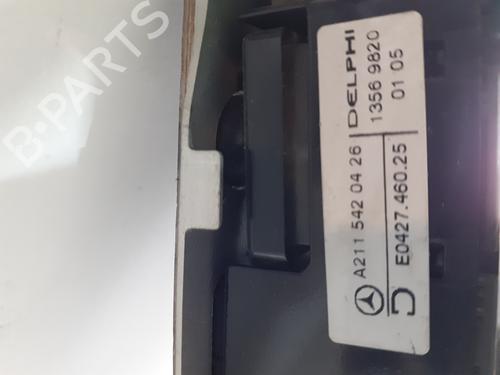 B-PARTS
A211 542 04 26 | DELPHI
1356 9820
E0427.460.25
01 05